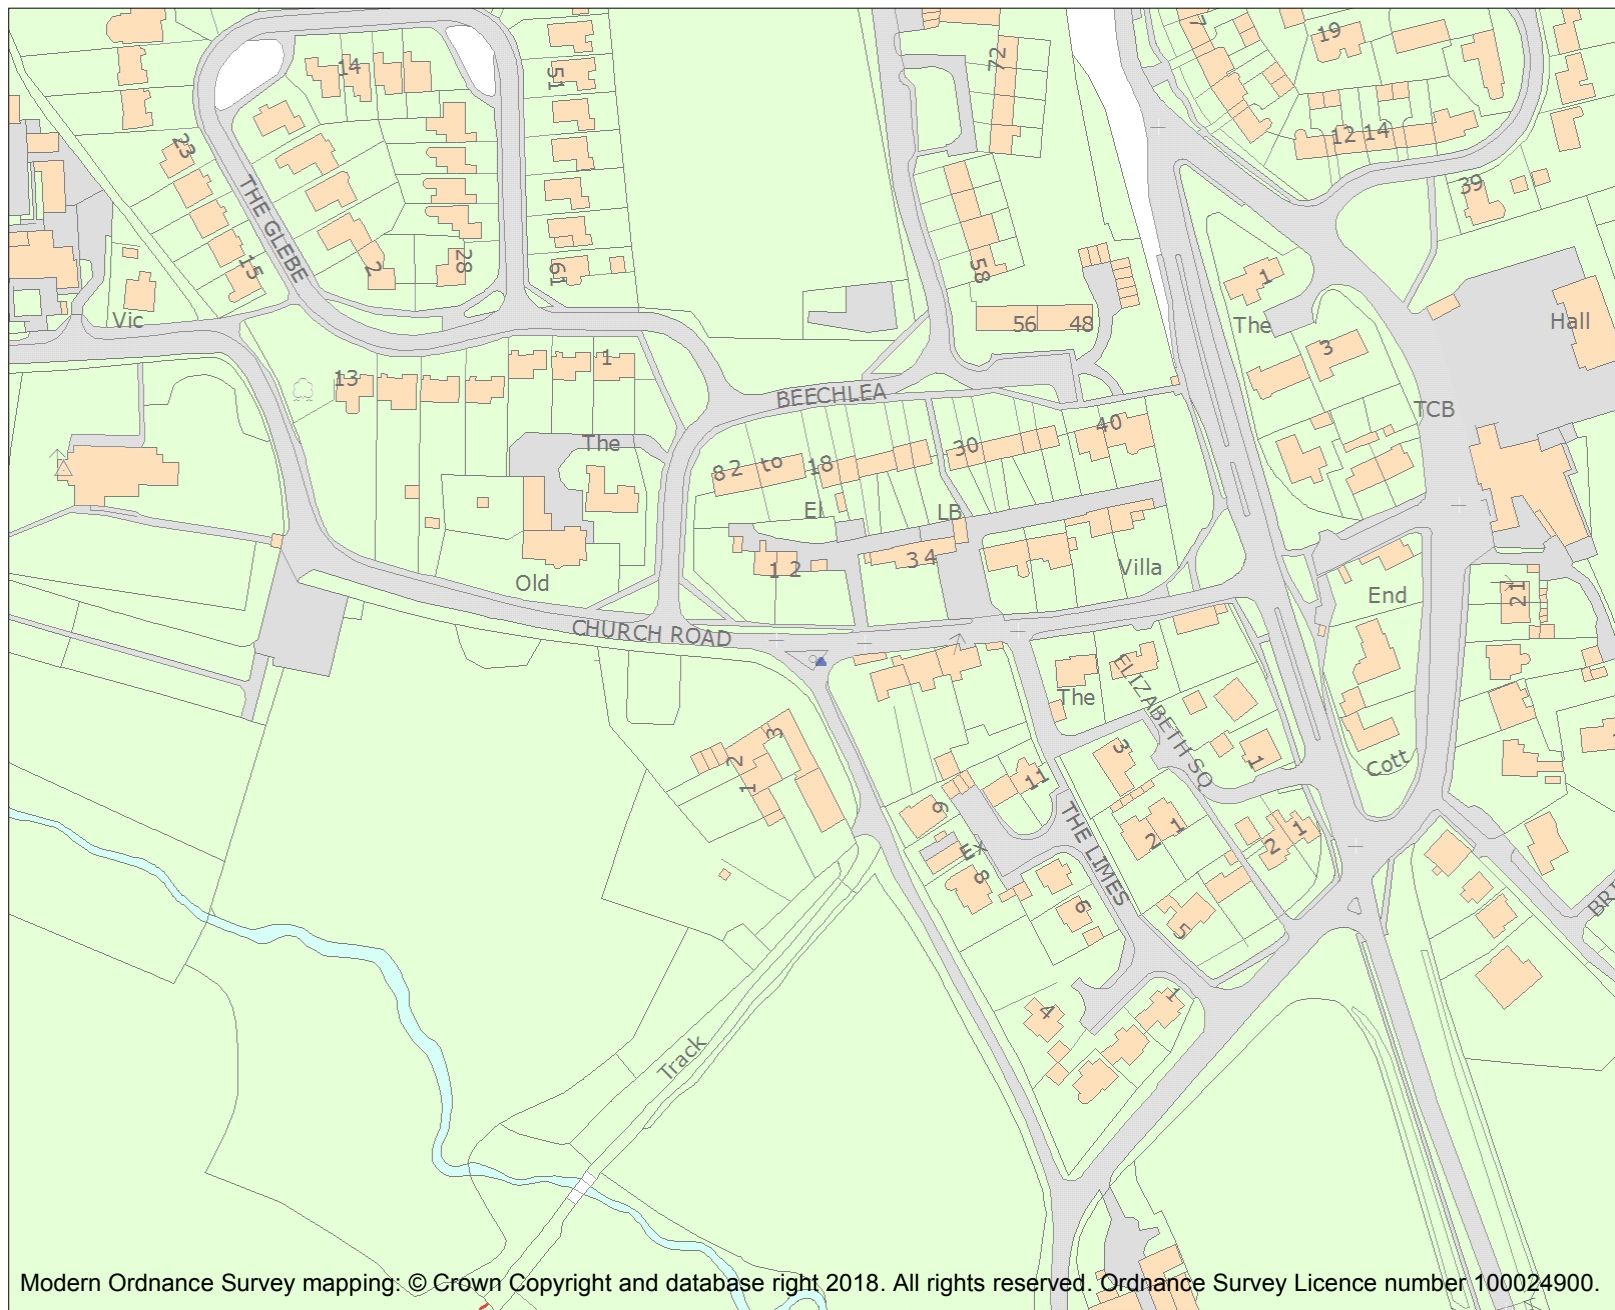 7
19
14
51
72
12 14
23
39
THE GLEBE
15
2
28
61
58
1
Vic
56
48
The
Hall
3
1
13
BEECHLEA
TCB
40
The
30
82 to 18
El
LB
3 4
1 2
Villa
Old
End
21
CHURCH ROAD
The
ELIZABETH SQ
3
1
Cott
3
2
1
11
9
THE LIMES
Ex
8
2
1
2
1
6
5
BRI
4
1
Track
Modern Ordnance Survey mapping: © Crown Copyright and database right 2018. All rights reserved. Ordnance Survey Licence number 100024900.